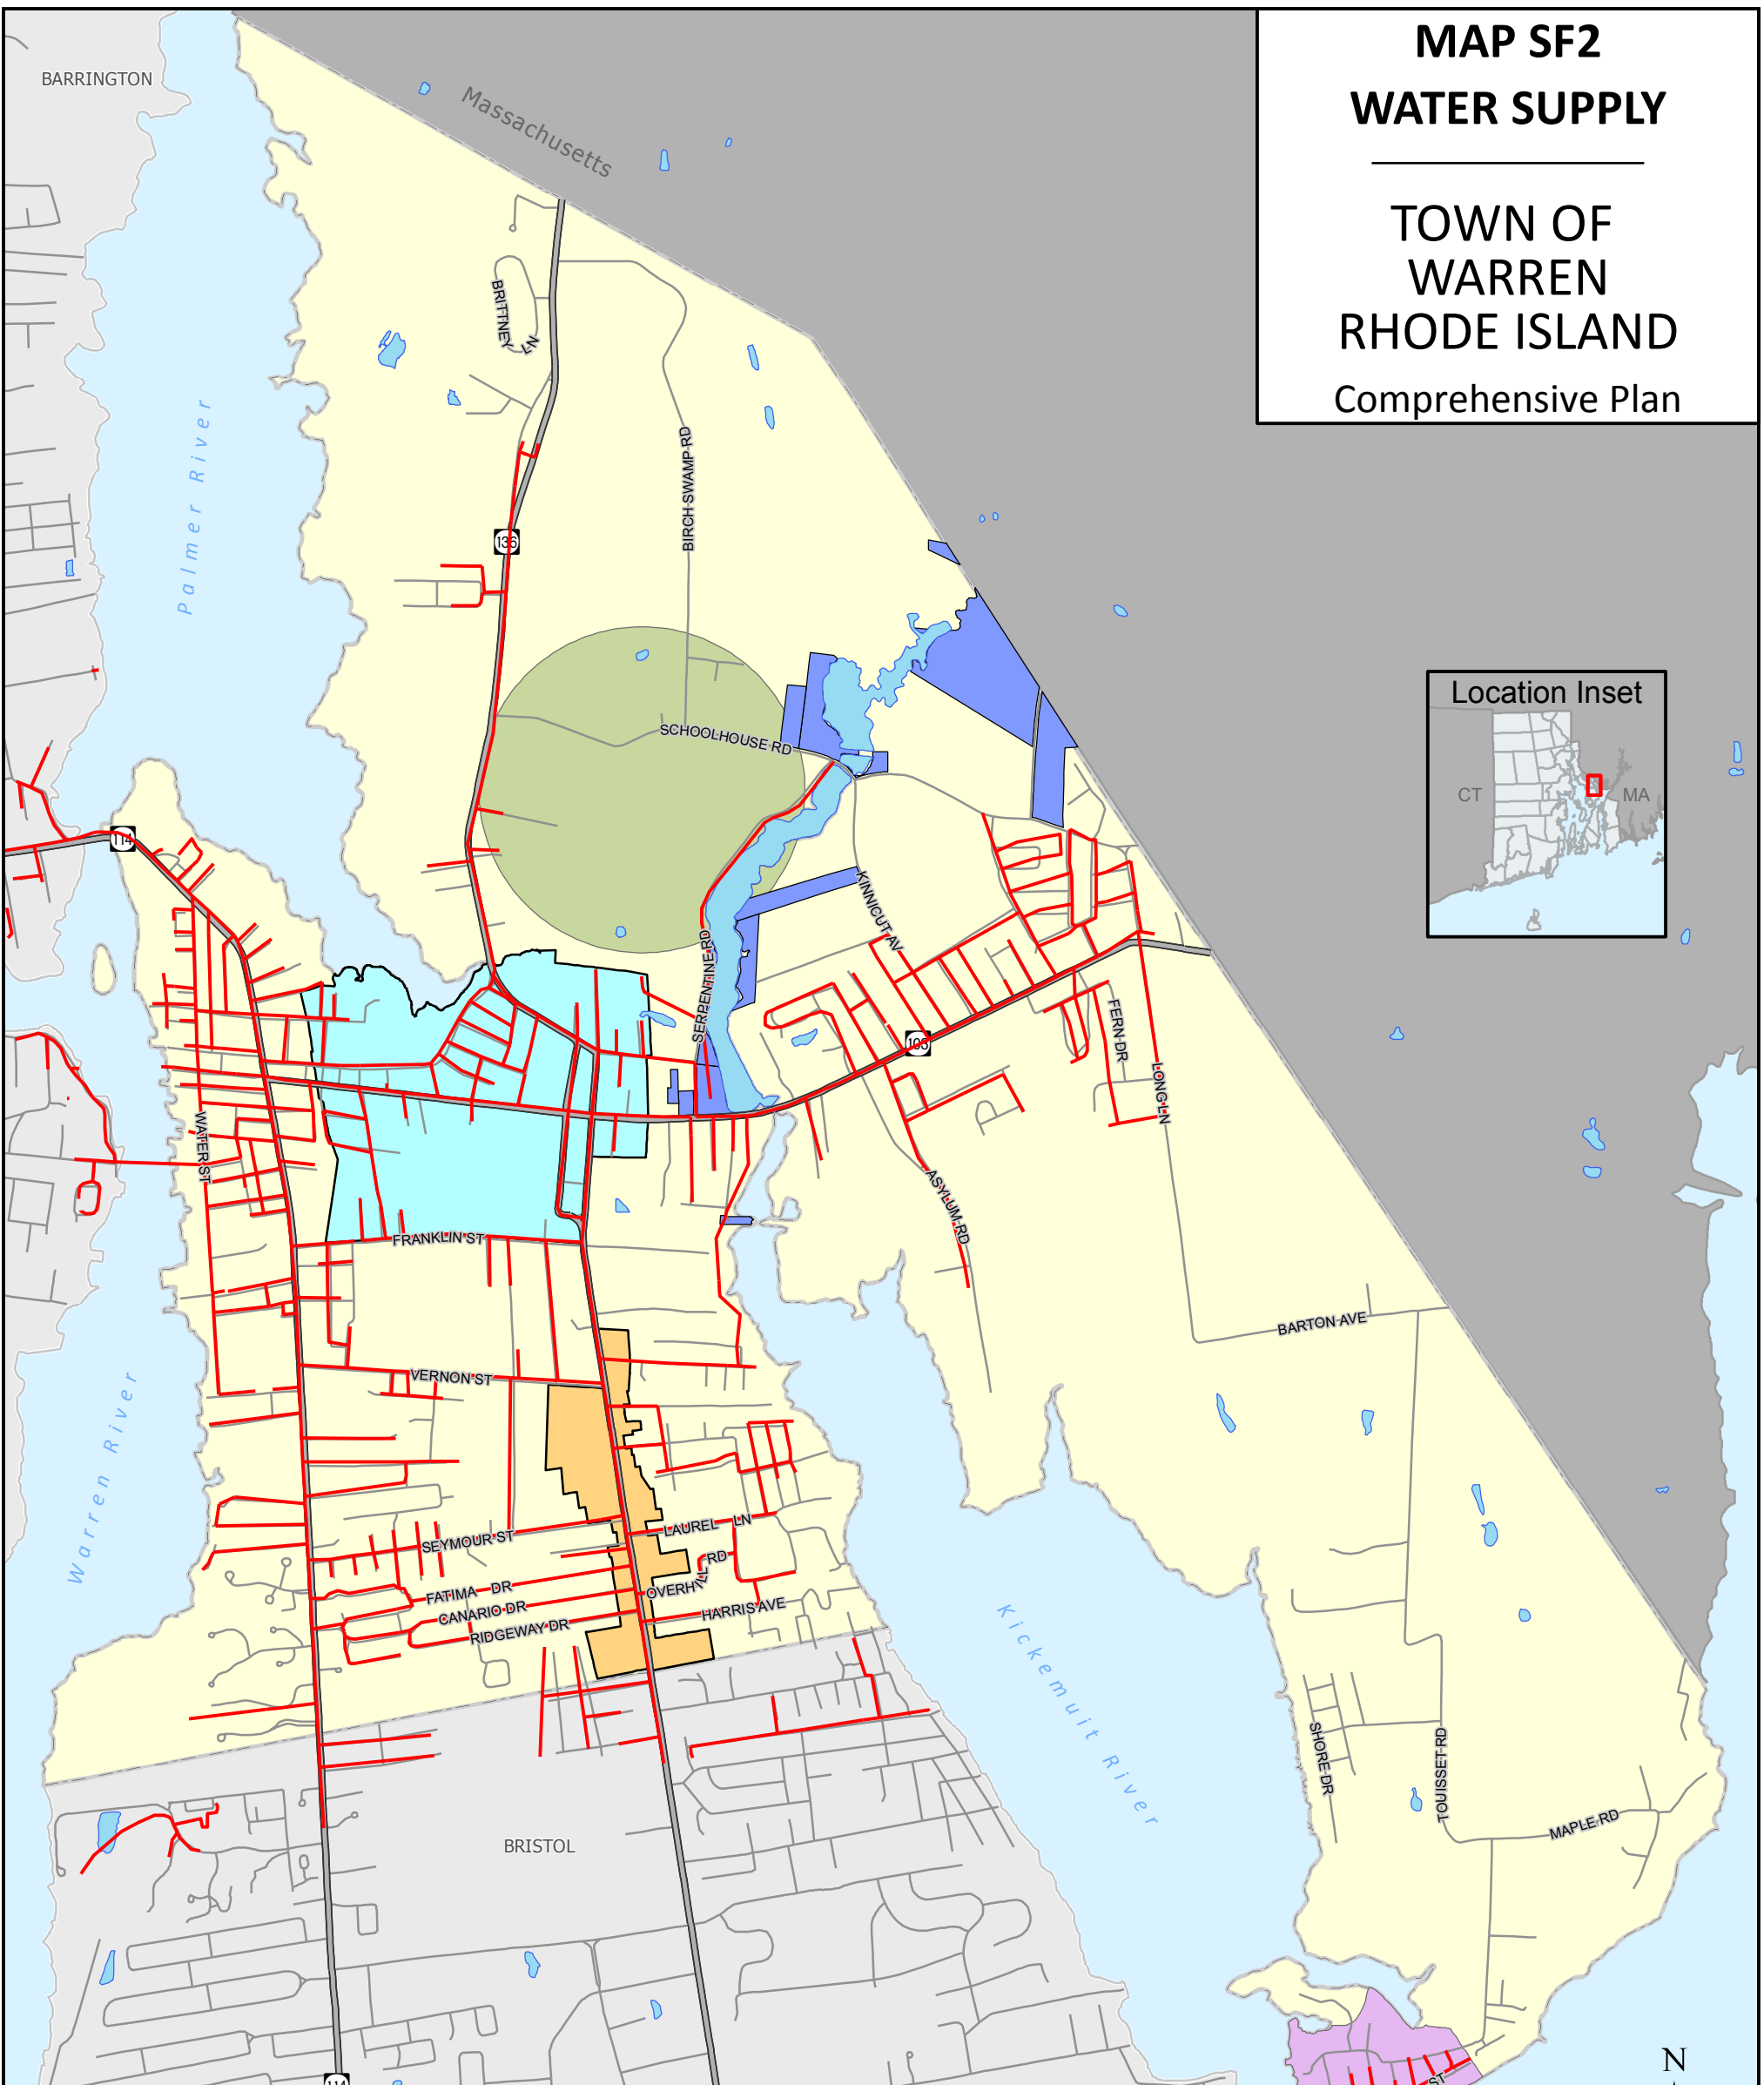 MAP SF2
WATER SUPPLY
TOWN OF
WARREN
RHODE ISLAND
Comprehensive Plan
BARRINGTON
Massachusetts
BRITTNEY LN
Palmer River
BIRCH SWAMP RD
136
Location Inset
CT
MA
SCHOOLHOUSE RD
114
KINNICUT AV
SERPENTINE RD
103
FERN DR
LONG LN
WATER ST
ASYLUM RD
FRANKLIN ST
BARTON AVE
VERNON ST
Warren River
LAUREL LN
SEYMOUR ST
OVERHILL RD
FATIMA DR
CANARIO DR
HARRIS AVE
RIDGEWAY DR
Kickemuit River
SHORE DR
TOUISSET RD
MAPLE RD
BRISTOL
N
114
ST